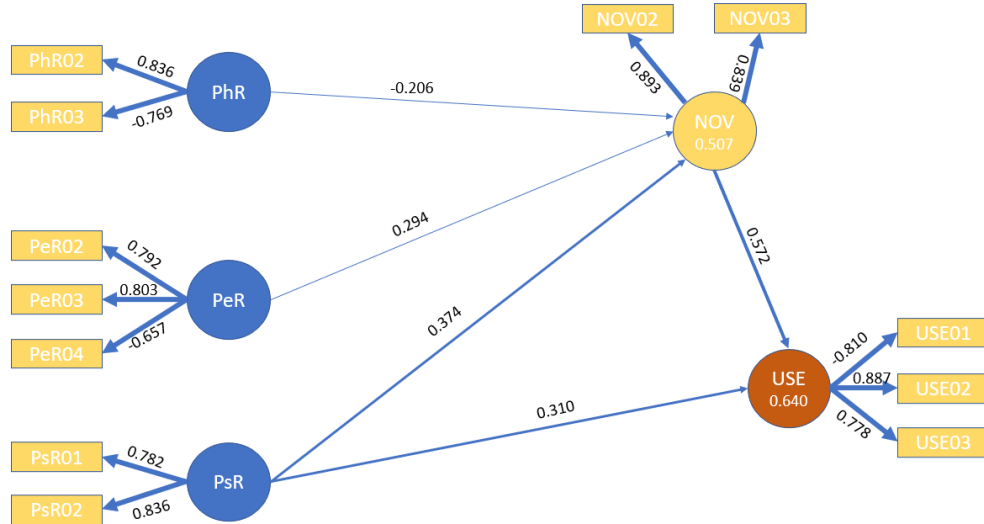 NOV02
NOV03
PhR02
0.836
PhR
PhR03
-0.769
-0.206
0.893
0.839
NOV
0.507
PeR02
0.792
PeR03
0.803
PeR
PeR04
-0.657
0.294
0.374
0.572
USE
0.640
-0.810
USE01
0.887
USE02
0.778
USE03
0.310
PsR01
0.782
PsR
PsR02
0.836